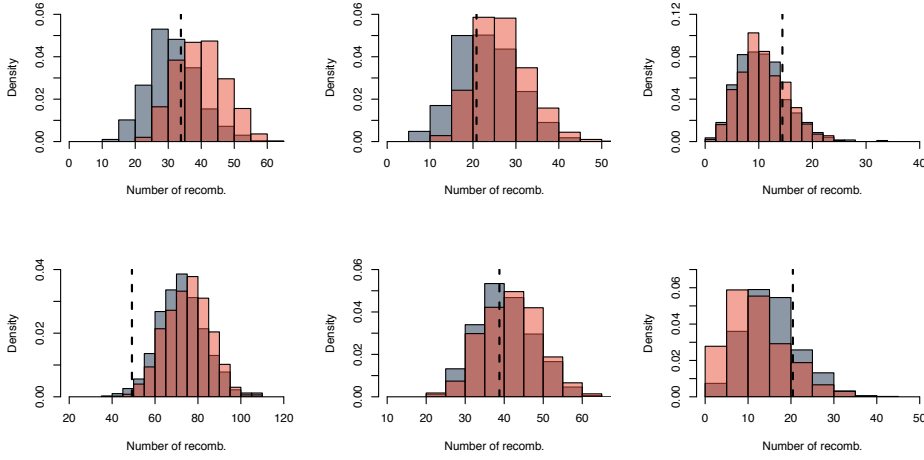 Density
0.00 0.02 0.04 0.06
0 10 20 30 40 50 60
Number of recomb.
Density
0.00 0.02 0.04 0.06
0 10 20 30 40 50
Number of recomb.
Density
0.00 0.04 0.08 0.12
0 10 20 30 40
Number of recomb.
Density
0.00 0.02 0.04
20 40 60 80 100 120
Number of recomb.
Density
0.00 0.02 0.04 0.06
10 20 30 40 50 60
Number of recomb.
Density
0.00 0.02 0.04 0.06
0 10 20 30 40 50
Number of recomb.